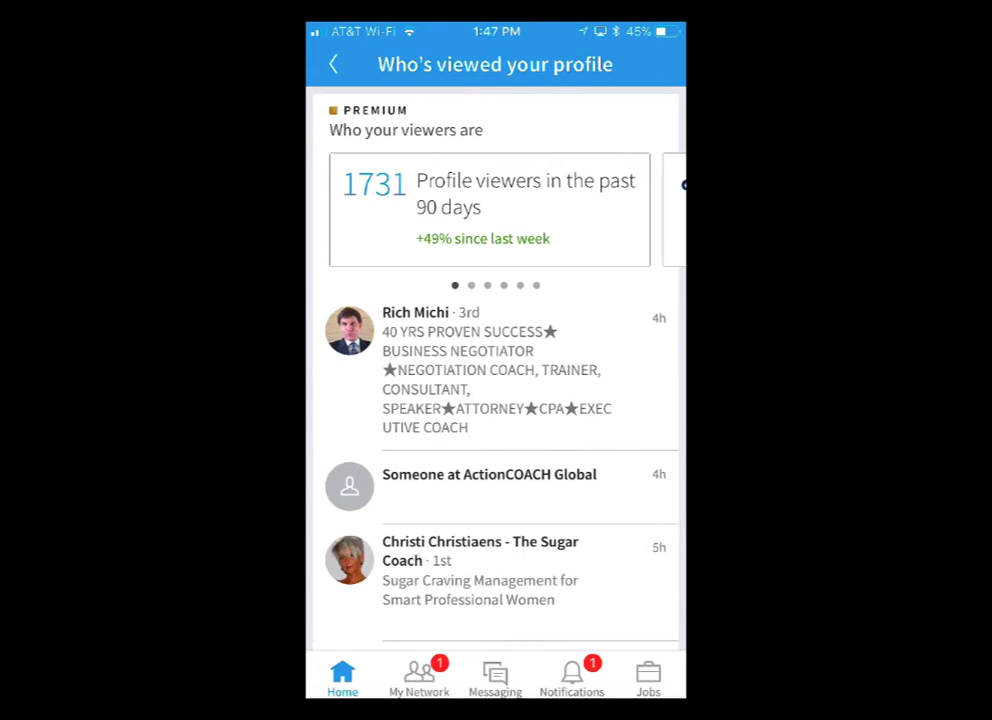 AT&T Wi-Fi 1:47 PM 45%
Who's viewed your profile
PREMIUM
Who your viewers are
1731 Profile viewers in the past
90 days
+49% since last week
Rich Michi · 3rd 4h
40 YRS PROVEN SUCCESS★
BUSINESS NEGOTIATOR
★NEGOTIATION COACH, TRAINER,
CONSULTANT,
SPEAKER★ATTORNEY★CPA★EXEC
UTIVE COACH
Someone at ActionCOACH Global 4h
Christi Christiaens - The Sugar 5h
Coach · 1st
Sugar Craving Management for
Smart Professional Women
1 1
Home My Network Messaging Notifications Jobs